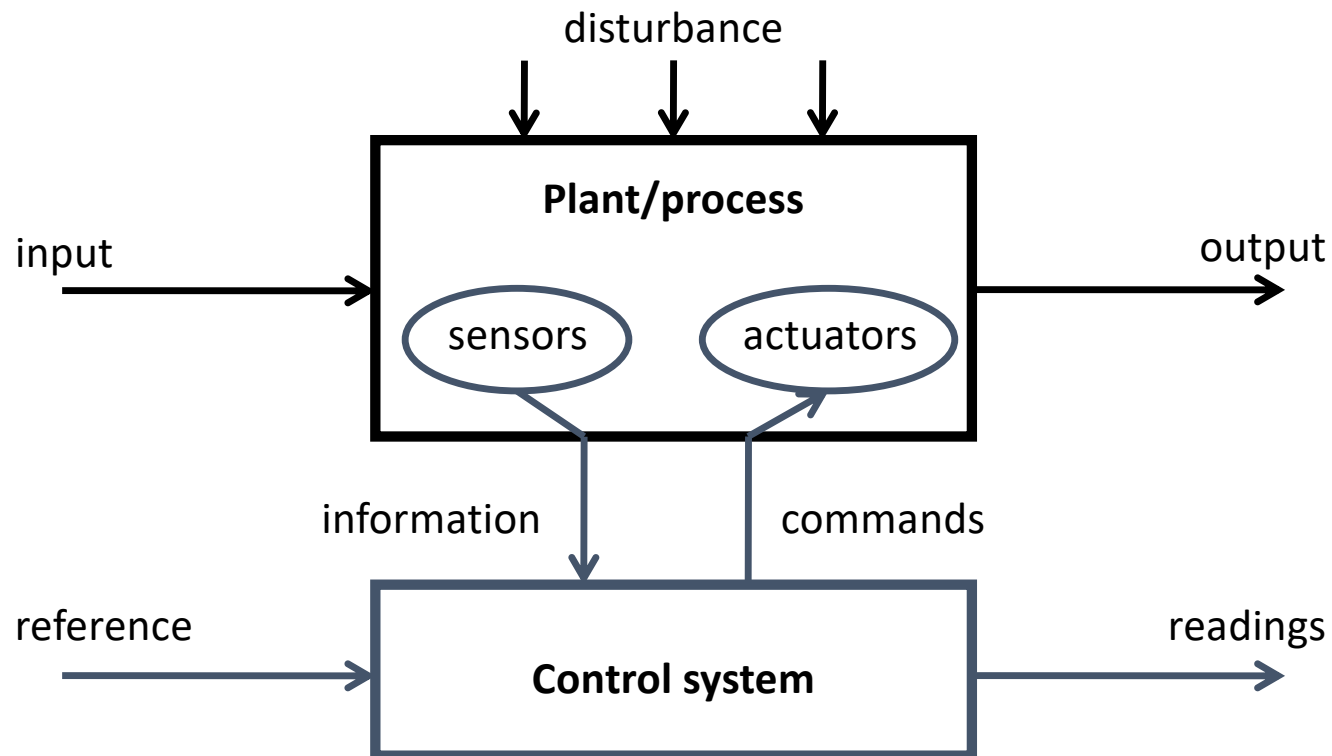 disturbance
Plant/process
input
output
sensors
actuators
information
commands
reference
readings
Control system